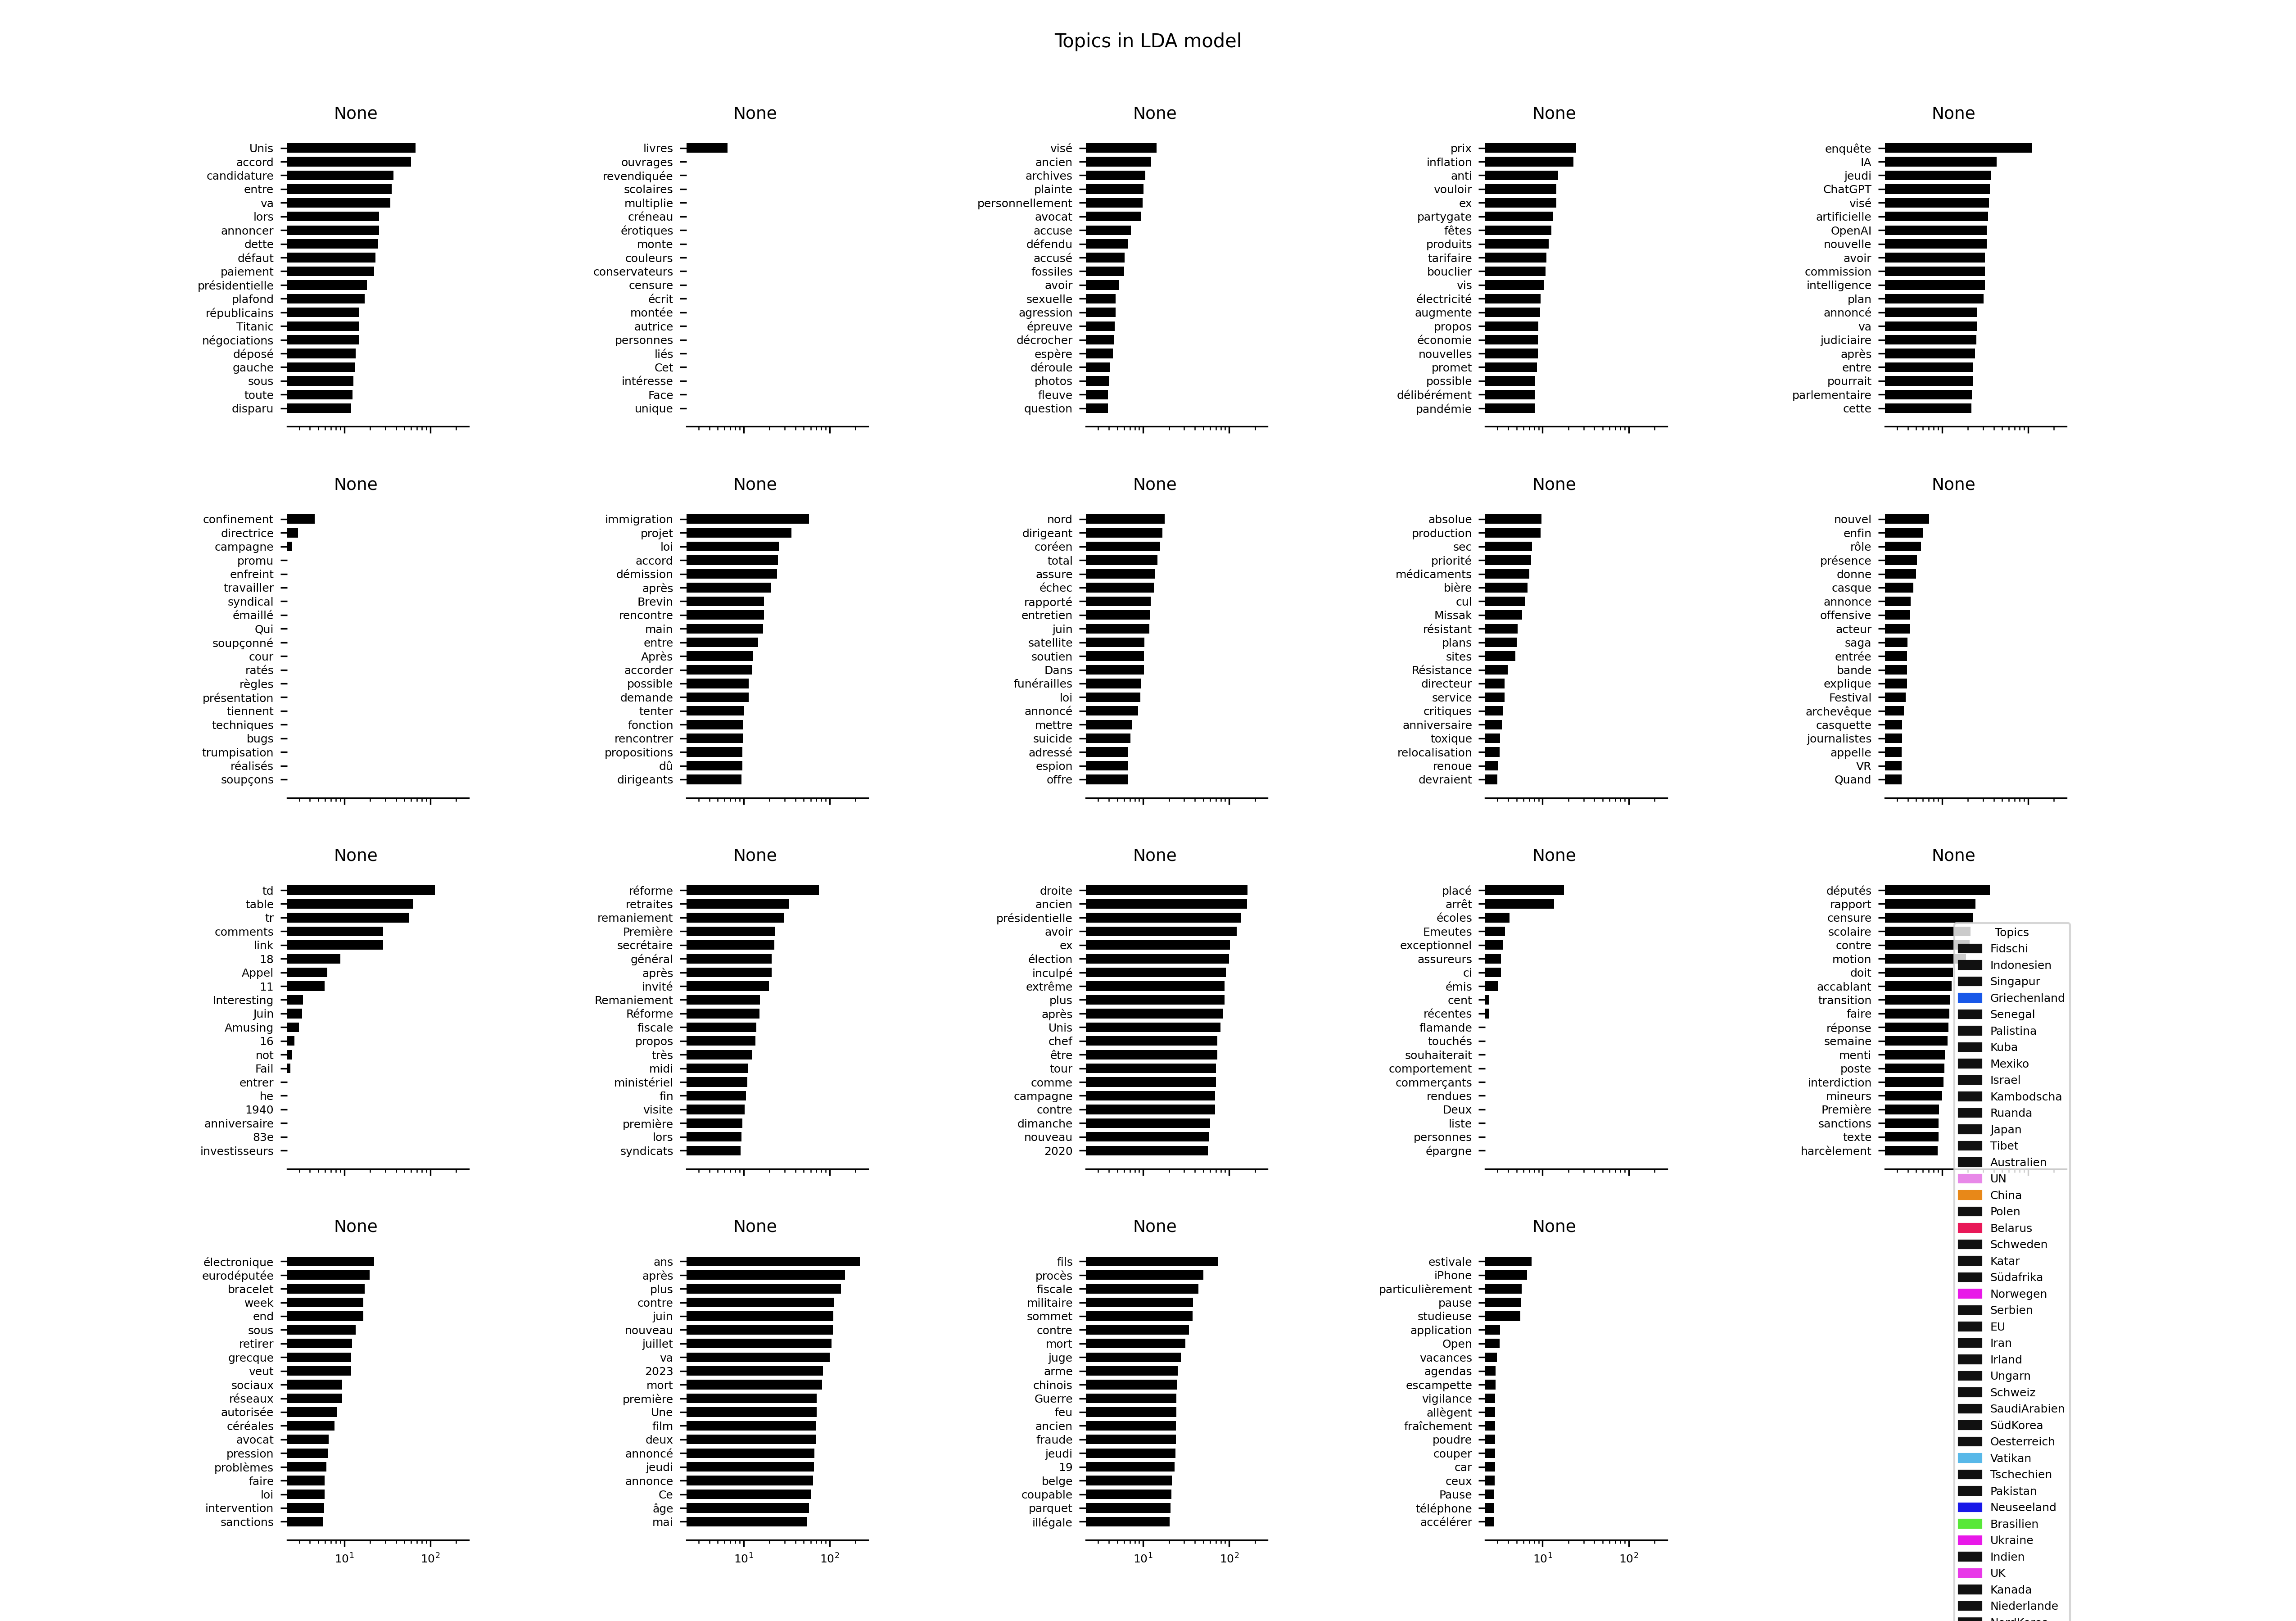 Topics in LDA model
None
Unis
accord
candidature
entre
va
lors
annoncer
dette
défaut
paiement
présidentielle
plafond
républicains
Titanic
négociations
déposé
gauche
sous
toute
disparu
None
livres
ouvrages
revendiquée
scolaires
multiplie
créneau
érotiques
monte
couleurs
conservateurs
censure
écrit
montée
autrice
personnes
liés
Cet
intéresse
Face
unique
None
visé
ancien
archives
plainte
personnellement
avocat
accuse
défendu
accusé
fossiles
avoir
sexuelle
agression
épreuve
décrocher
espère
déroule
photos
fleuve
question
None
prix
inflation
anti
vouloir
ex
partygate
fêtes
produits
tarifaire
bouclier
vis
électricité
augmente
propos
économie
nouvelles
promet
possible
délibérément
pandémie
None
enquête
IA
jeudi
ChatGPT
visé
artificielle
OpenAI
nouvelle
avoir
commission
intelligence
plan
annoncé
va
judiciaire
après
entre
pourrait
parlementaire
cette
None
confinement
directrice
campagne
promu
enfreint
travailler
syndical
émaillé
Qui
soupçonné
cour
ratés
règles
présentation
tiennent
techniques
bugs
trumpisation
réalisés
soupçons
None
immigration
projet
loi
accord
démission
après
Brevin
rencontre
main
entre
Après
accorder
possible
demande
tenter
fonction
rencontrer
propositions
dû
dirigeants
None
nord
dirigeant
coréen
total
assure
échec
rapporté
entretien
juin
satellite
soutien
Dans
funérailles
loi
annoncé
mettre
suicide
adressé
espion
offre
None
absolue
production
sec
priorité
médicaments
bière
cul
Missak
résistant
plans
sites
Résistance
directeur
service
critiques
anniversaire
toxique
relocalisation
renoue
devraient
None
nouvel
enfin
rôle
présence
donne
casque
annonce
offensive
acteur
saga
entrée
bande
explique
Festival
archevêque
casquette
journalistes
appelle
VR
Quand
None
td
table
tr
comments
link
18
Appel
11
Interesting
Juin
Amusing
16
not
Fail
entrer
he
1940
anniversaire
83e
investisseurs
None
réforme
retraites
remaniement
Première
secrétaire
général
après
invité
Remaniement
Réforme
fiscale
propos
très
midi
ministériel
fin
visite
première
lors
syndicats
None
droite
ancien
présidentielle
avoir
ex
élection
inculpé
extrême
plus
après
Unis
chef
être
tour
comme
campagne
contre
dimanche
nouveau
2020
None
placé
arrêt
écoles
Emeutes
exceptionnel
assureurs
ci
émis
cent
récentes
flamande
touchés
souhaiterait
comportement
commerçants
rendues
Deux
liste
personnes
épargne
None
députés
rapport
censure
scolaire
contre
motion
doit
accablant
transition
faire
réponse
semaine
menti
poste
interdiction
mineurs
Première
sanctions
texte
harcèlement
None
électronique
eurodéputée
bracelet
week
end
sous
retirer
grecque
veut
sociaux
réseaux
autorisée
céréales
avocat
pression
problèmes
faire
loi
intervention
sanctions
10¹ 10²
None
ans
après
plus
contre
juin
nouveau
juillet
va
2023
mort
première
Une
film
deux
annoncé
jeudi
annonce
Ce
âge
mai
10¹ 10²
None
fils
procès
fiscale
militaire
sommet
contre
mort
juge
arme
chinois
Guerre
feu
ancien
fraude
jeudi
19
belge
coupable
parquet
illégale
10¹ 10²
None
estivale
iPhone
particulièrement
pause
studieuse
application
Open
vacances
agendas
escampette
vigilance
allègent
fraîchement
poudre
couper
car
ceux
Pause
téléphone
accélérer
10¹ 10²
Topics
Fidschi
Indonesien
Singapur
Griechenland
Senegal
Palistina
Kuba
Mexiko
Israel
Kambodscha
Ruanda
Japan
Tibet
Australien
UN
China
Polen
Belarus
Schweden
Katar
Südafrika
Norwegen
Serbien
EU
Iran
Irland
Ungarn
Schweiz
SaudiArabien
SüdKorea
Oesterreich
Vatikan
Tschechien
Pakistan
Neuseeland
Brasilien
Ukraine
Indien
UK
Kanada
Niederlande